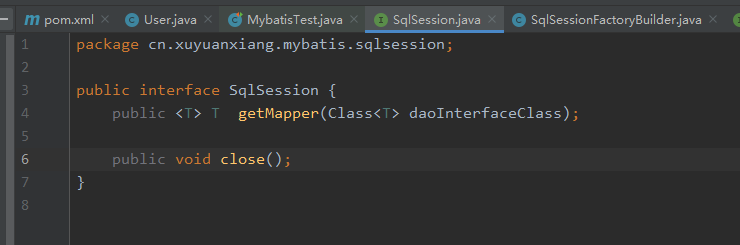 pom.xml User.java MybatisTest.java SqlSession.java SqlSessionFactoryBuilder.java
1 package cn.xuyuanxiang.mybatis.sqlsession;
2
3 public interface SqlSession {
4 public <T> T  getMapper(Class<T> daoInterfaceClass);
5
6 public void close();
7 }
8